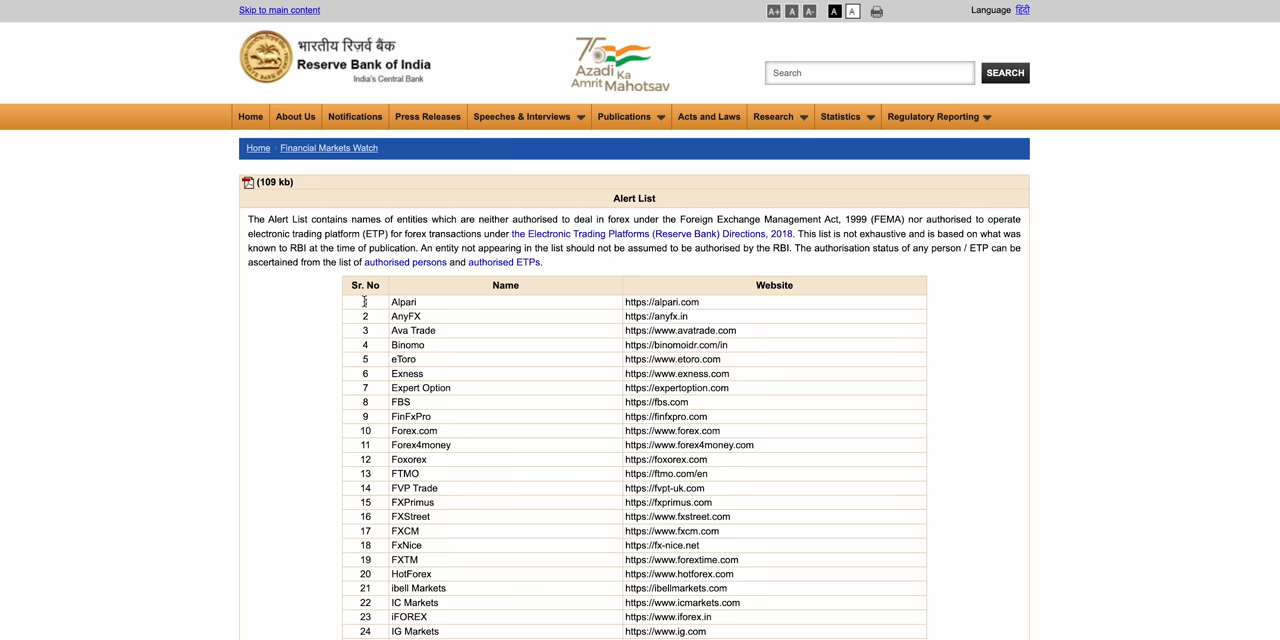 Skip to main content
A+ A A- A A
Language हिंदी
भारतीय रिज़र्व बैंक
Reserve Bank of India
India's Central Bank
75
Azadi Ka
Amrit Mahotsav
Search
SEARCH
Home About Us Notifications Press Releases Speeches & Interviews Publications Acts and Laws Research Statistics Regulatory Reporting
Home Financial Markets Watch
(109 kb)
Alert List
The Alert List contains names of entities which are neither authorised to deal in forex under the Foreign Exchange Management Act, 1999 (FEMA) nor authorised to operate
electronic trading platform (ETP) for forex transactions under the Electronic Trading Platforms (Reserve Bank) Directions, 2018. This list is not exhaustive and is based on what was
known to RBI at the time of publication. An entity not appearing in the list should not be assumed to be authorised by the RBI. The authorisation status of any person / ETP can be
ascertained from the list of authorised persons and authorised ETPs.
Sr. No Name Website
Alpari https://alpari.com
2 AnyFX https://anyfx.in
3 Ava Trade https://www.avatrade.com
4 Binomo https://binomoidr.com/in
5 eToro https://www.etoro.com
6 Exness https://www.exness.com
7 Expert Option https://expertoption.com
8 FBS https://fbs.com
9 FinFxPro https://finfxpro.com
10 Forex.com https://www.forex.com
11 Forex4money https://www.forex4money.com
12 Foxorex https://foxorex.com
13 FTMO https://ftmo.com/en
14 FVP Trade https://fvpt-uk.com
15 FXPrimus https://fxprimus.com
16 FXStreet https://www.fxstreet.com
17 FXCM https://www.fxcm.com
18 FxNice https://fx-nice.net
19 FXTM https://www.forextime.com
20 HotForex https://www.hotforex.com
21 ibell Markets https://ibellmarkets.com
22 IC Markets https://www.icmarkets.com
23 iFOREX https://www.iforex.in
24 IG Markets https://www.ig.com